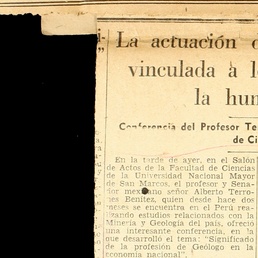 La actuación
vinculada a l
la hu
Conferencia del Profesor Te
de Ci
En la tarde de ayer, en el Salón
de Actos de la Facultad de Ciencias
de la Universidad Nacional Mayor
de San Marcos, el profesor y Sena-
dor mexicano señor Alberto Terro-
nes Benítez, quien desde hace dos
meses se encuentra en el Perú rea-
izando estudios relacionados con la
Minería y Geología del país, ofreció
una interesante conferencia, en la
que desarrolló el tema: "Significado
de la profesión de Geólogo en la
economía nacional".